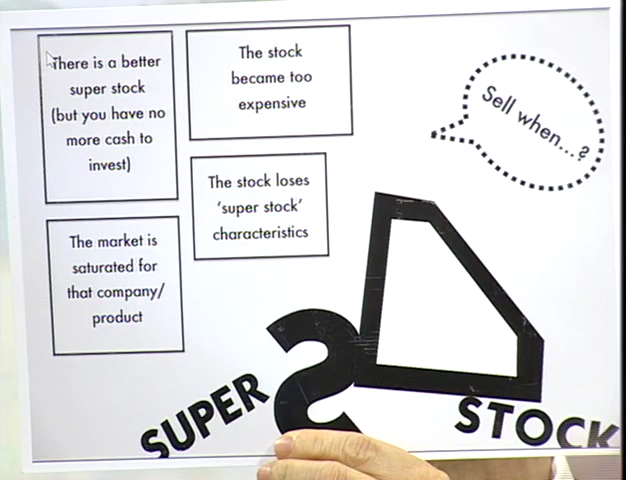 There is a better
super stock
(but you have no
more cash to
invest)
The stock
became too
expensive
Sell when...?
The stock loses
‘super stock’
characteristics
The market is
saturated for
that company/
product
SUPER
S
STOCK